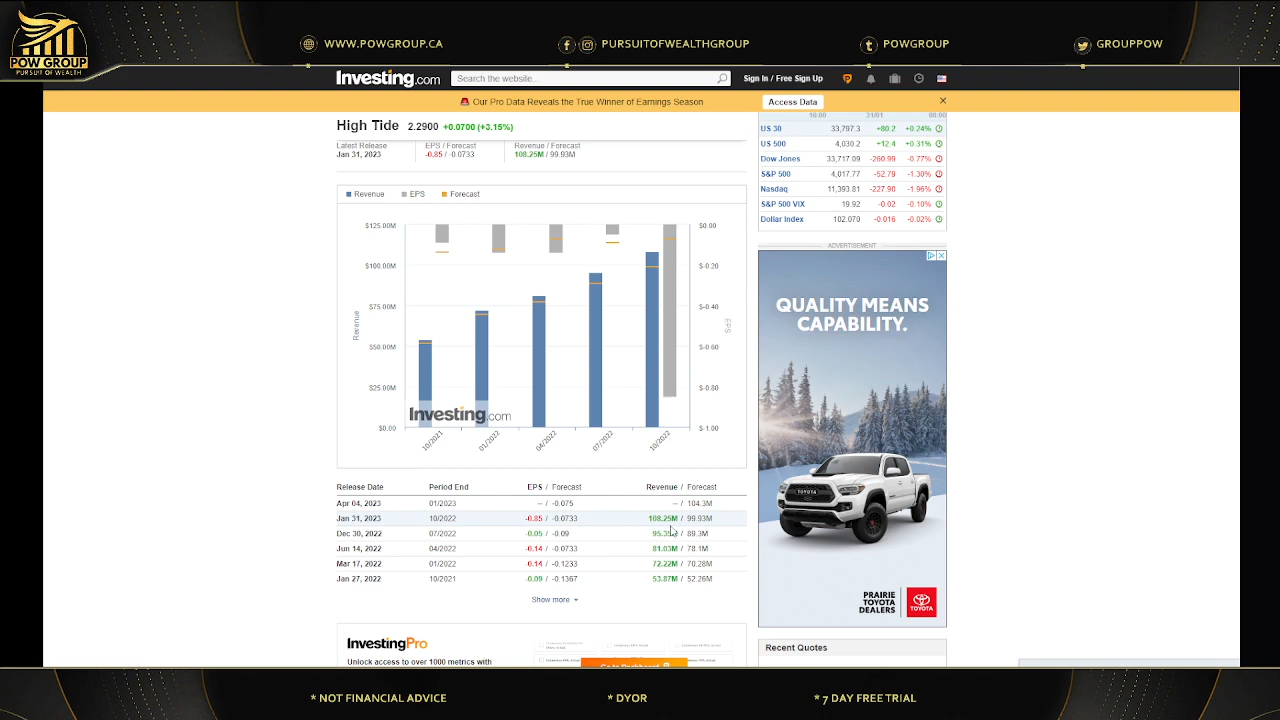 POW GROUP
PURSUIT OF WEALTH
WWW.POWGROUP.CA
PURSUITOFWEALTHGROUP
POWGROUP
GROUPPOW
Investing.com
Search the website...
Sign In / Free Sign Up
Our Pro Data Reveals the True Winner of Earnings Season
Access Data
High Tide 2.2900 +0.0700 (+3.15%)
Latest Release EPS / Forecast Revenue / Forecast
Jan 31, 2023 -0.85 / -0.0733 108.25M / 99.93M
Revenue EPS Forecast
$125.00M $0.00
$100.00M $-0.20
$75.00M $-0.40
$50.00M $-0.60
$25.00M $-0.80
$0.00 $-1.00
Revenue
EPS
Investing.com
10/2021 01/2022 04/2022 07/2022 10/2022
Release Date Period End EPS / Forecast Revenue / Forecast
Apr 04, 2023 01/2023 -- / -0.075 -- / 104.3M
Jan 31, 2023 10/2022 -0.85 / -0.0733 108.25M / 99.93M
Dec 30, 2022 07/2022 -0.05 / -0.09 / 89.3M
Jun 14, 2022 04/2022 -0.14 / -0.0733 81.03M / 78.1M
Mar 17, 2022 01/2022 -0.14 / -0.1233 72.22M / 70.28M
Jan 27, 2022 10/2021 -0.09 / -0.1367 53.87M / 52.26M
Show more
InvestingPro
Unlock access to over 1000 metrics with
Go to Dashboard
16:00 31/01 00:00
US 30 33,797.3 +80.2 +0.24%
US 500 4,030.2 +12.4 +0.31%
Dow Jones 33,717.09 -260.99 -0.77%
S&P 500 4,017.77 -52.79 -1.30%
Nasdaq 11,393.81 -227.90 -1.96%
S&P 500 VIX 19.92 -0.02 -0.10%
Dollar Index 102.070 -0.016 -0.02%
ADVERTISEMENT
QUALITY MEANS
CAPABILITY.
PRAIRIE
TOYOTA
DEALERS
TOYOTA
Recent Quotes
* NOT FINANCIAL ADVICE
* DYOR
* 7 DAY FREE TRIAL